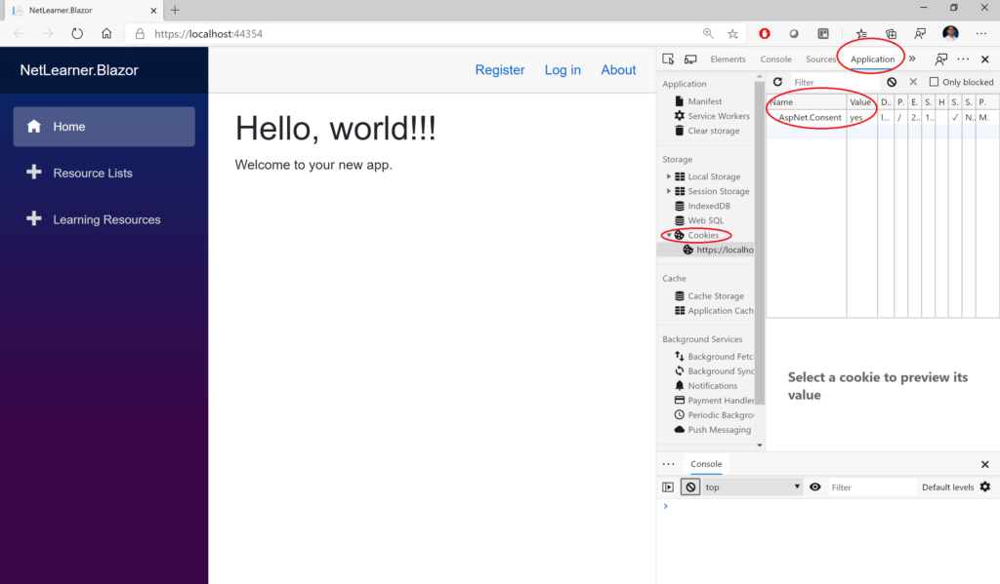 NetLearner.Blazor
https://localhost:44354
NetLearner.Blazor
Register Log in About
Home
Resource Lists
Learning Resources
Hello, world!!!
Welcome to your new app.
Elements Console Sources Application »
Filter Only blocked
Application
Manifest
Service Workers
Clear storage
Storage
Local Storage
Session Storage
IndexedDB
Web SQL
Cookies
https://localho
Cache
Cache Storage
Application Cach
Background Services
Background Fetc
Background Sync
Notifications
Payment Handler
Periodic Backgro
Push Messaging
Name Value D... P. E. S. H S. S. P.
.AspNet.Consent yes l... / 2... 1... ✓ N.. M.
Select a cookie to preview its
value
Console
top Filter Default levels